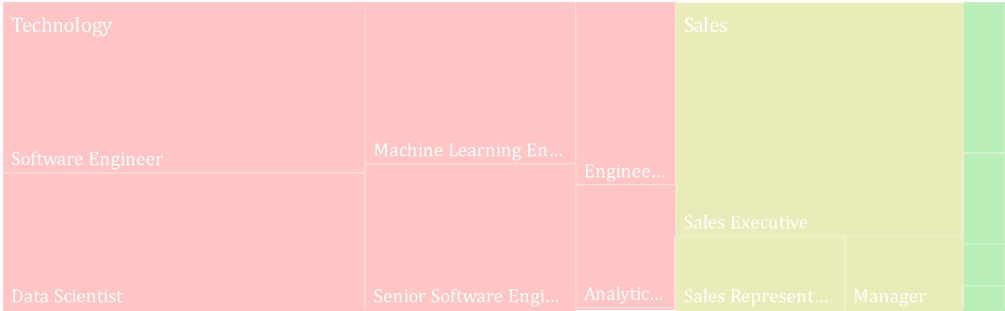 Technology
Sales
Software Engineer
Machine Learning En...
Enginee...
Sales Executive
Data Scientist
Senior Software Engi...
Analytic...
Sales Represent...
Manager